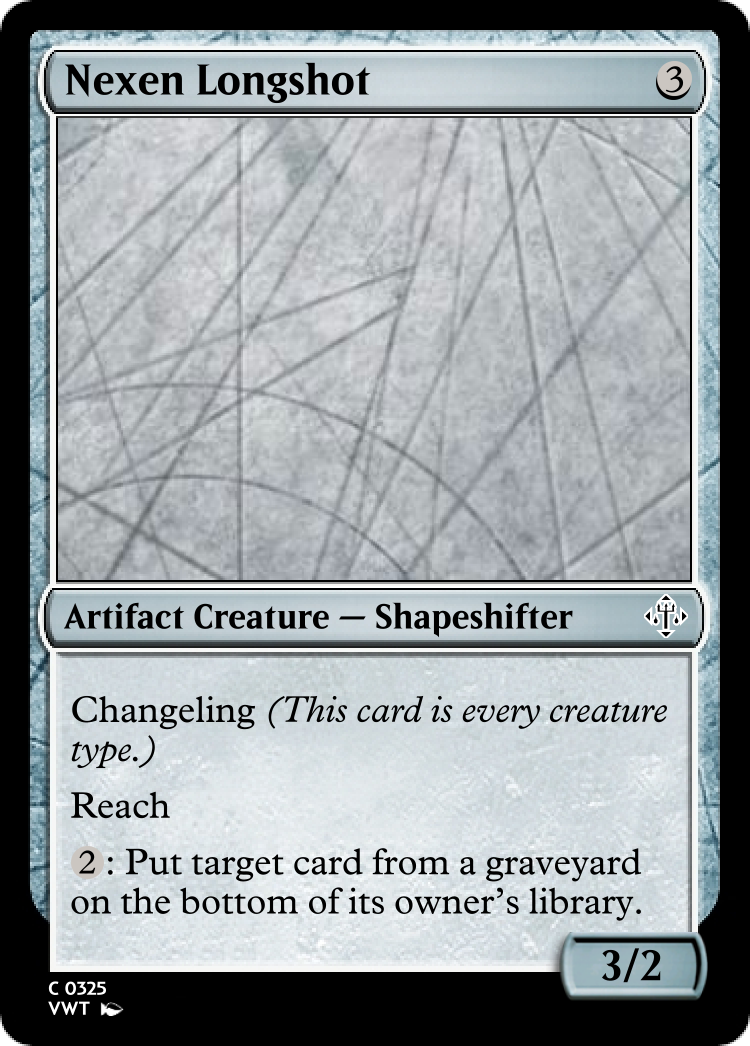 Nexen Longshot 3
Artifact Creature — Shapeshifter
Changeling (This card is every creature
type.)
Reach
2: Put target card from a graveyard
on the bottom of its owner's library.
3/2
C 0325
VWT